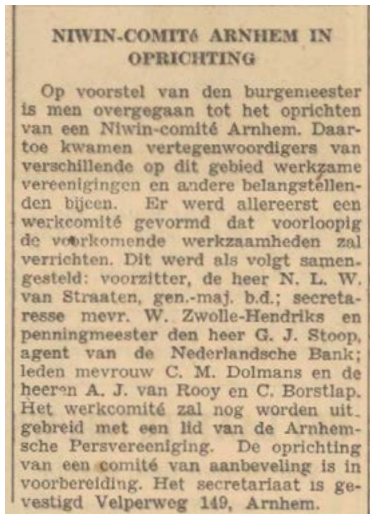 NIWIN-COMITé ARNHEM IN
OPRICHTING
Op voorstel van den burgemeester
is men overgegaan tot het oprichten
van een Niwin-comité Arnhem. Daar-
toe kwamen vertegenwoordigers van
verschillende op dit gebied werkzame
vereenigingen en andere belangstellen-
den bijeen. Er werd allereerst een
werkcomité gevormd dat voorloopig
de voorkomende werkzaamheden zal
verrichten. Dit werd als volgt samen-
gesteld: voorzitter, de heer N. L. W.
van Straaten, gen.-maj. b.d.; secreta-
resse mevr. W. Zwolle-Hendriks en
penningmeester den heer G. J. Stoop,
agent van de Nederlandsche Bank;
leden mevrouw C. M. Dolmans en de
heeren A. J. van Rooy en C. Borstlap.
Het werkcomité zal nog worden uit-
gebreid met een lid van de Arnhem-
sche Persvereeniging. De oprichting
van een comité van aanbeveling is in
voorbereiding. Het secretariaat is ge-
vestigd Velperweg 149, Arnhem.